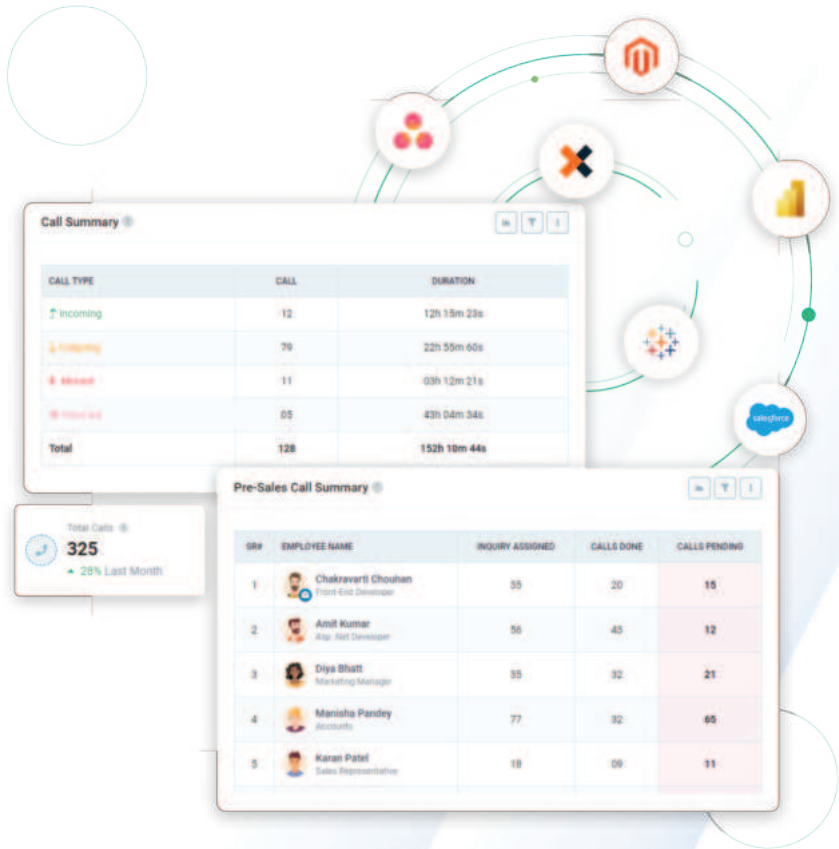 salesforce
Call Summary
CALL TYPE CALL DURATION
Incoming 12 12h 15m 23s
79 22h 55m 60s
Missed 11 03h 12m 21s
05 43h 04m 34s
Total 128 152h 10m 44s
Total Calls
325
28% Last Month
Pre-Sales Call Summary
SR# EMPLOYEE NAME INQUIRY ASSIGNED CALLS DONE CALLS PENDING
1 Chakravarti Chouhan 35 20 15
Front-End Developer
2 Amit Kumar 56 43 12
Asp. Net Developer
3 Diya Bhatt 35 32 21
Marketing Manager
4 Manisha Pandey 77 32 65
Accounts
5 Karan Patel 18 09 11
Sales Representative